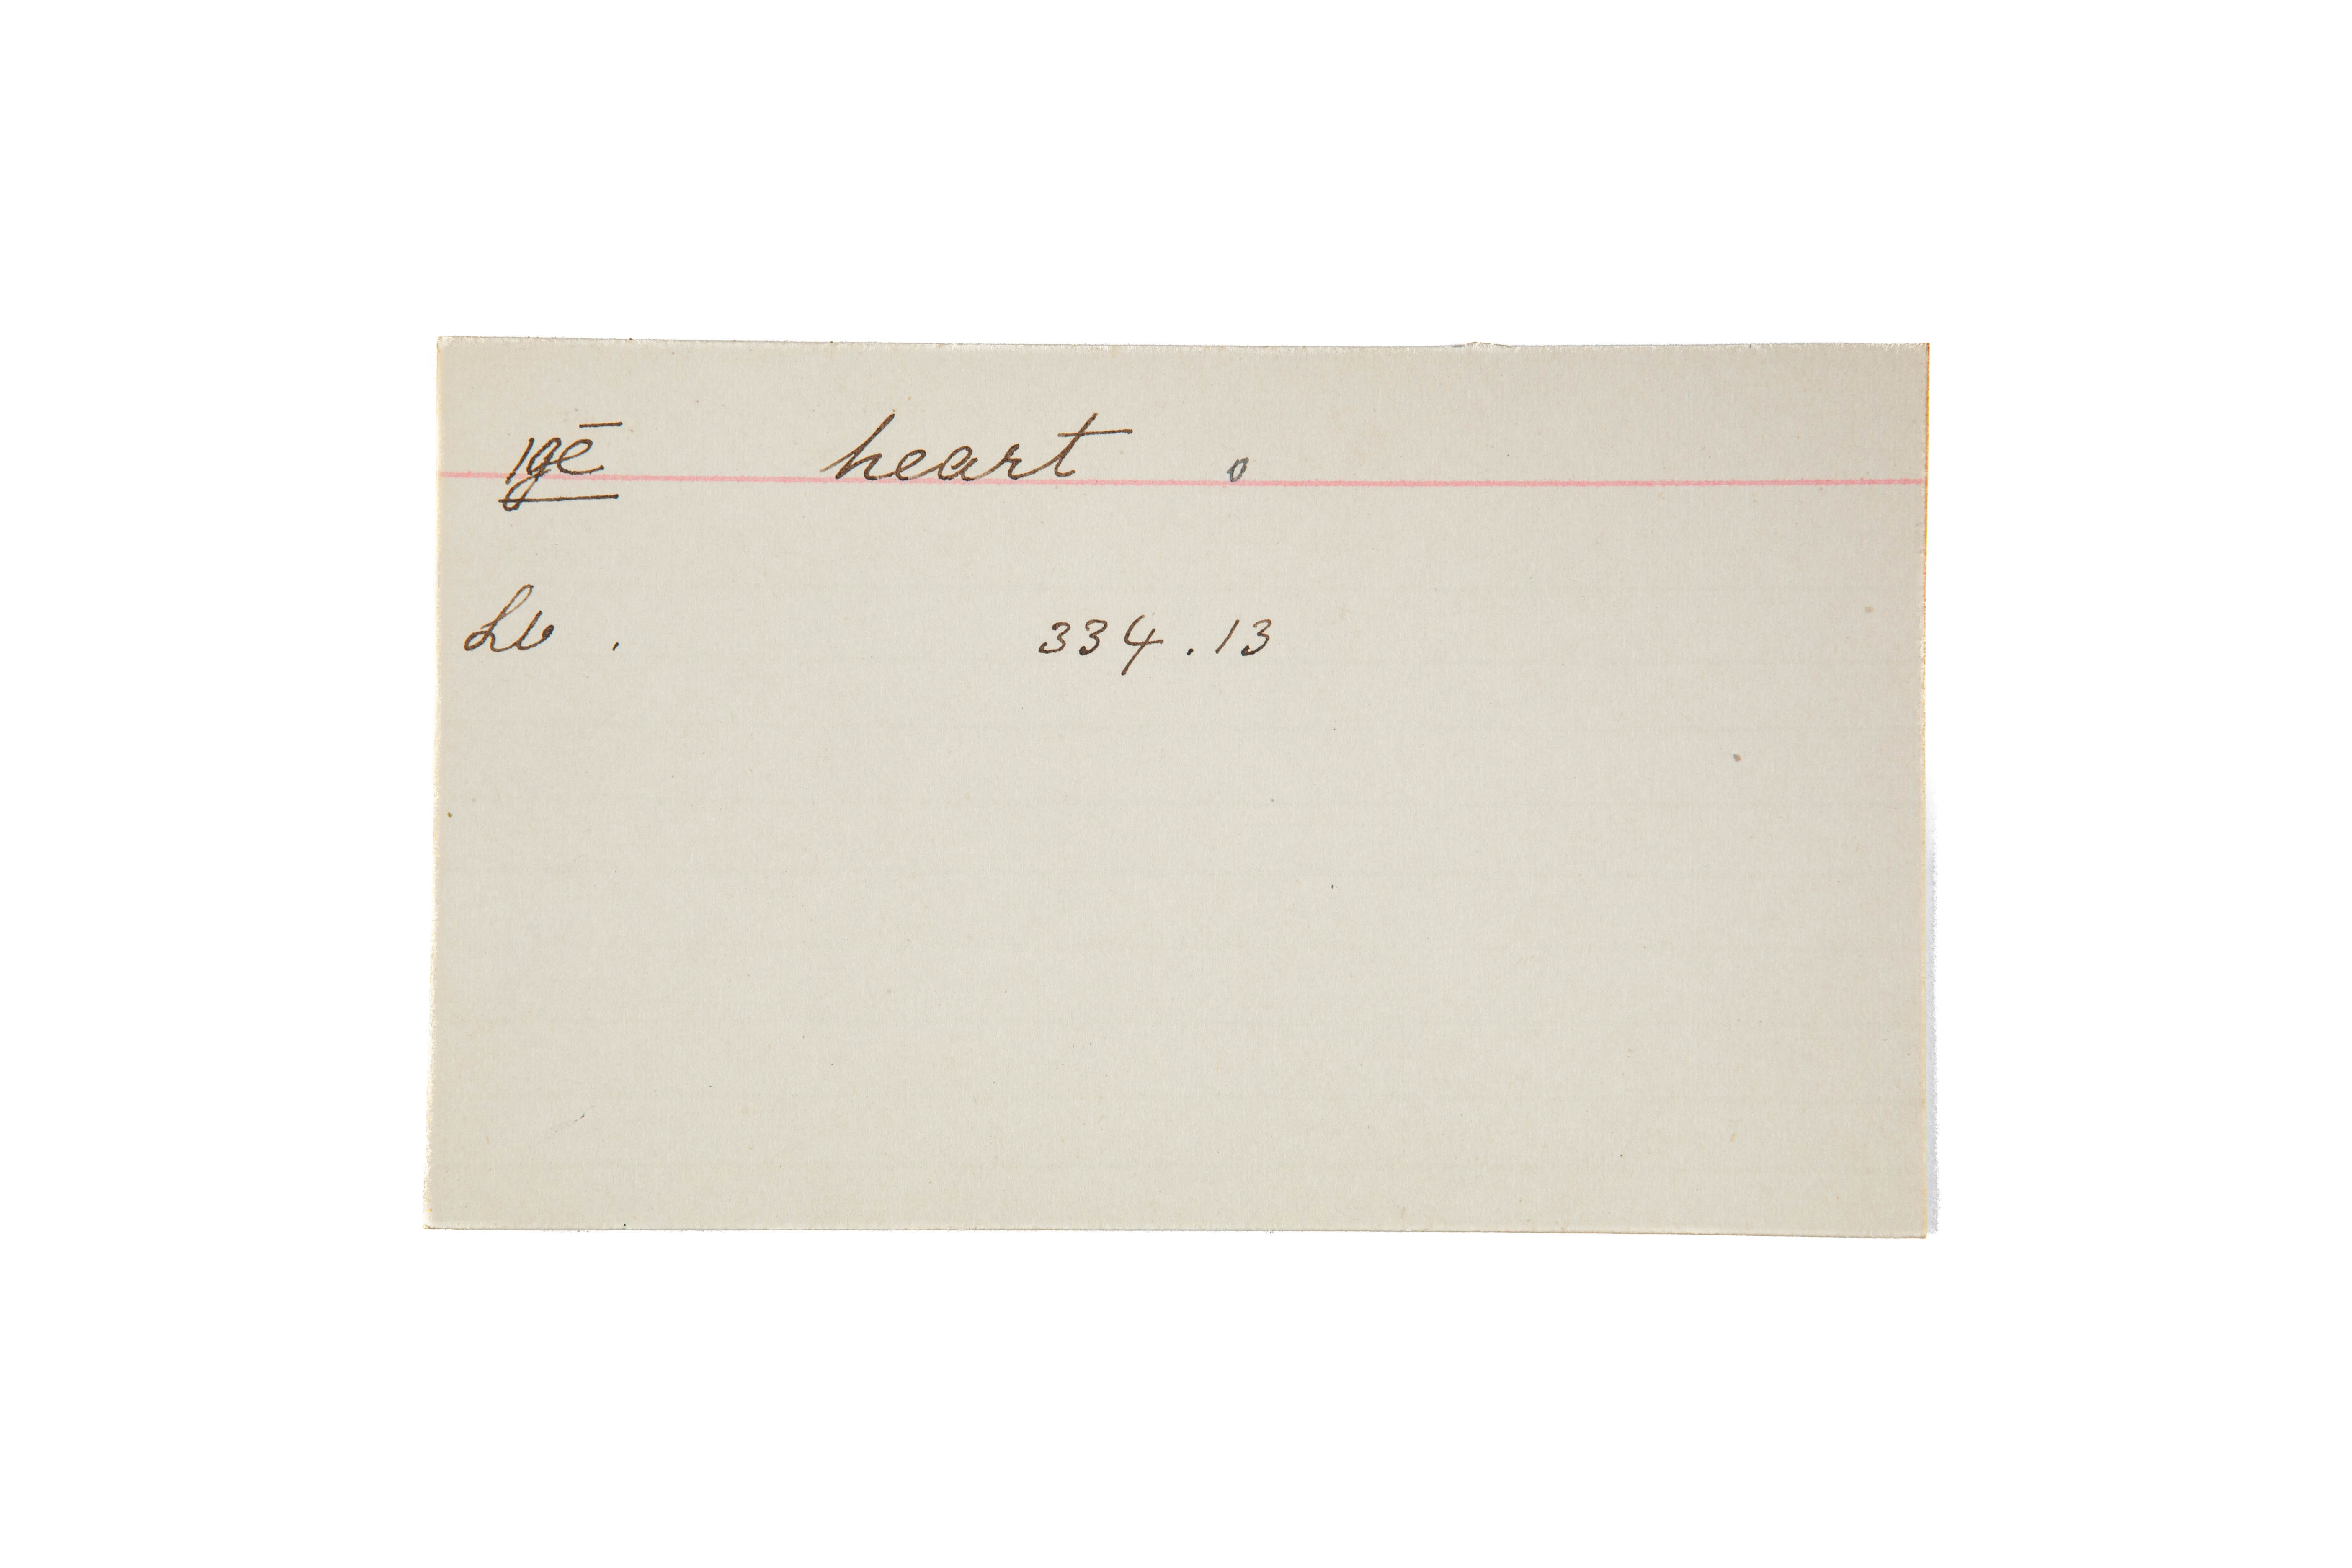 ıgē heart o
Lb . 334.13